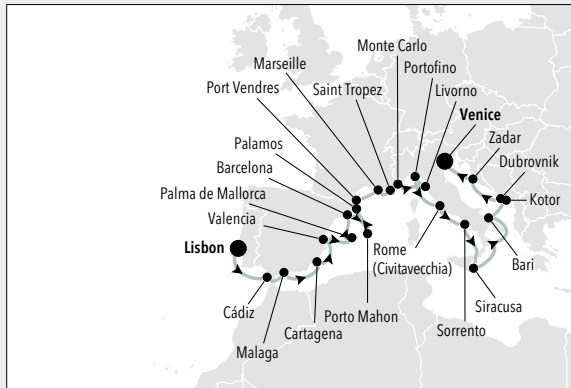 Monte Carlo
Marseille
Portofino
Port Vendres
Saint Tropez
Livorno
Venice
Palamos
Zadar
Barcelona
Dubrovnik
Palma de Mallorca
Kotor
Valencia
Lisbon
Rome
(Civitavecchia)
Bari
Cádiz
Porto Mahon
Siracusa
Cartagena
Sorrento
Malaga